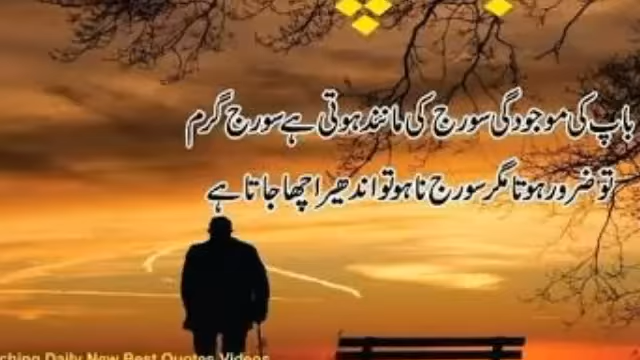 باپ کی موجودگی سورج کی مانند ہوتی ہے سورج گرم
تو ضرور ہوتا مگر سورج نا ہو تو اندھیرا چھا جاتا ہے
ching Daily New Best Quotes Videos